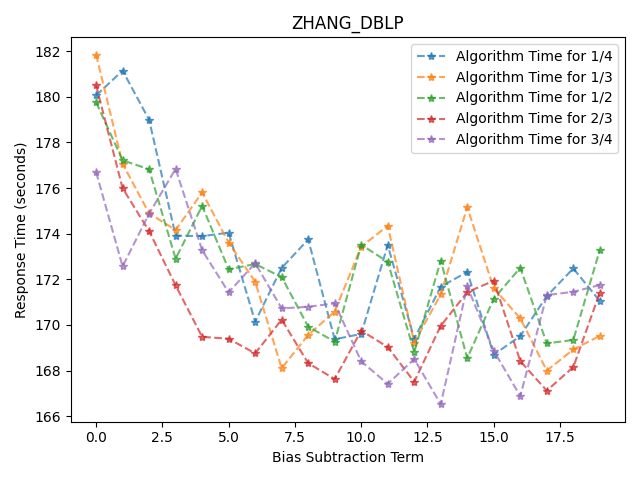 ZHANG_DBLP
Response Time (seconds)
182
180
178
176
174
172
170
168
166
Algorithm Time for 1/4
Algorithm Time for 1/3
Algorithm Time for 1/2
Algorithm Time for 2/3
Algorithm Time for 3/4
0.0 2.5 5.0 7.5 10.0 12.5 15.0 17.5
Bias Subtraction Term